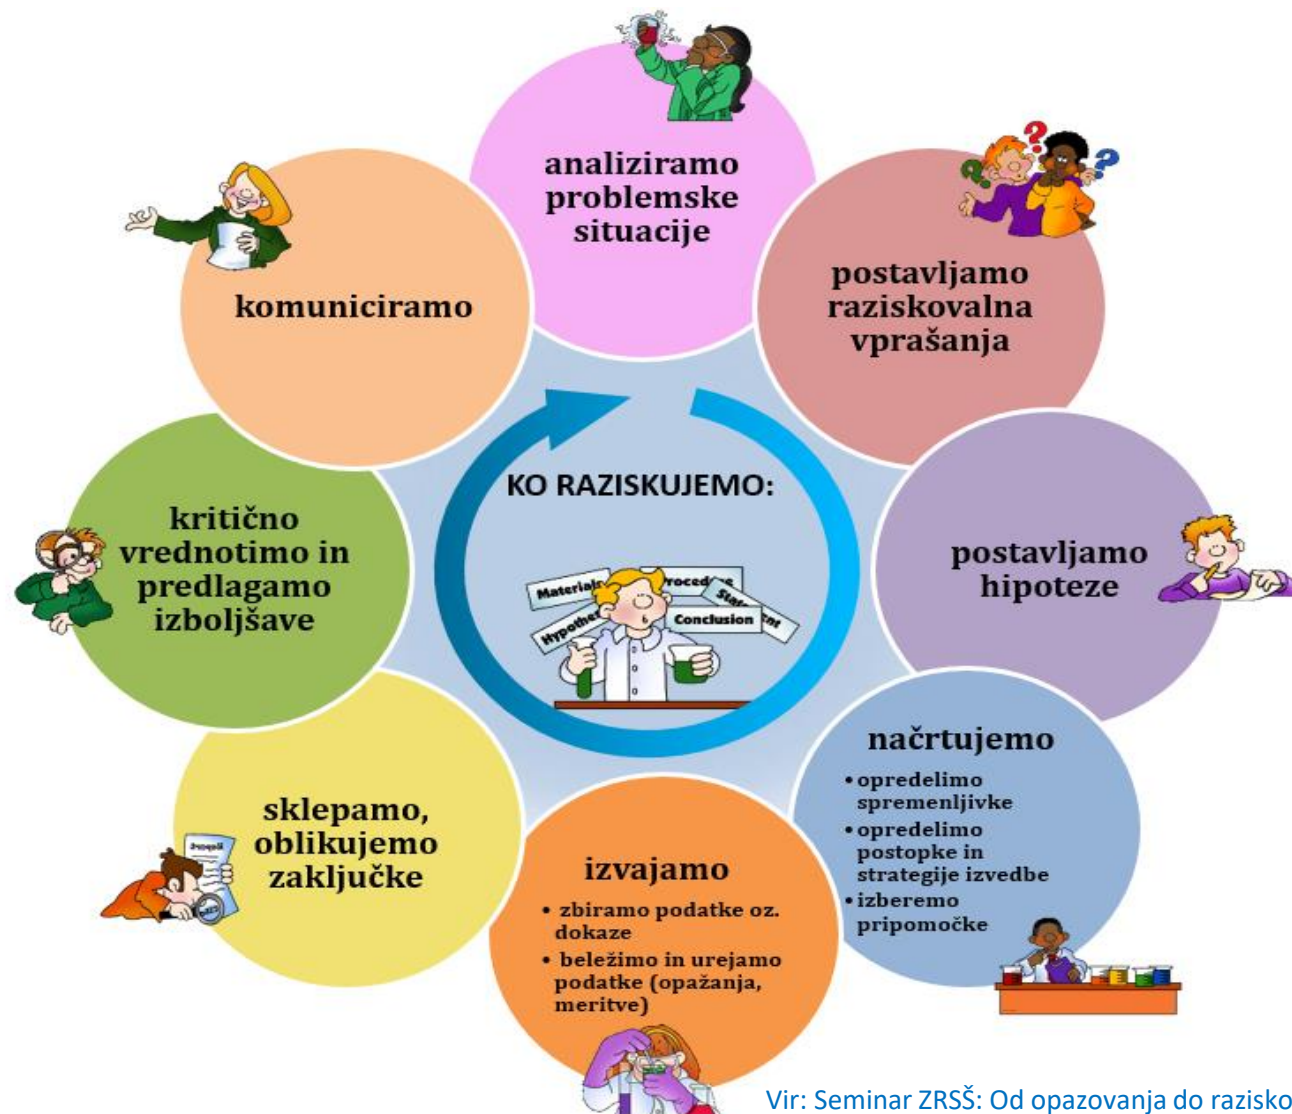 analiziramo
problemske
situacije
postavljamo
raziskovalna
vprašanja
postavljamo
hipoteze
načrtujemo
• opredelimo
spremenljivke
• opredelimo
postopke in
strategije izvedbe
• izberemo
pripomočke
izvajamo
• zbiramo podatke oz.
dokaze
• beležimo in urejamo
podatke (opažanja,
meritve)
sklepamo,
oblikujemo
zaključke
kritično
vrednotimo in
predlagamo
izboljšave
komuniciramo
KO RAZISKUJEMO:
Materials
Conclusion
Vir: Seminar ZRSŠ: Od opazovanja do razisko